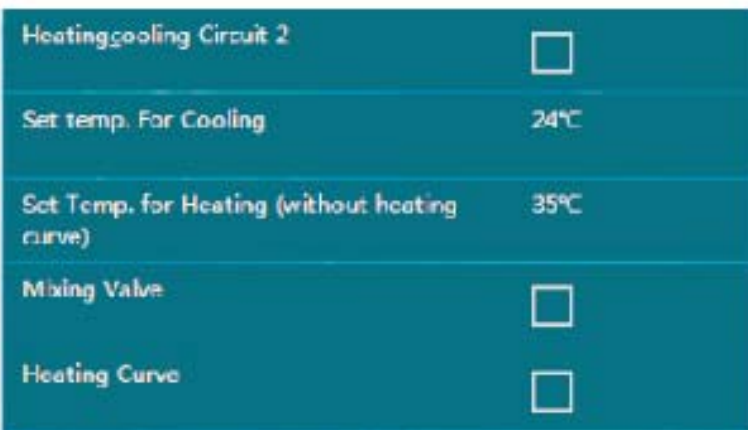 Heatingcooling Circuit 2
Set temp. For Cooling 24℃
Set Temp. for Heating (without heating 35℃
curve)
Mixing Valve
Heating Curve